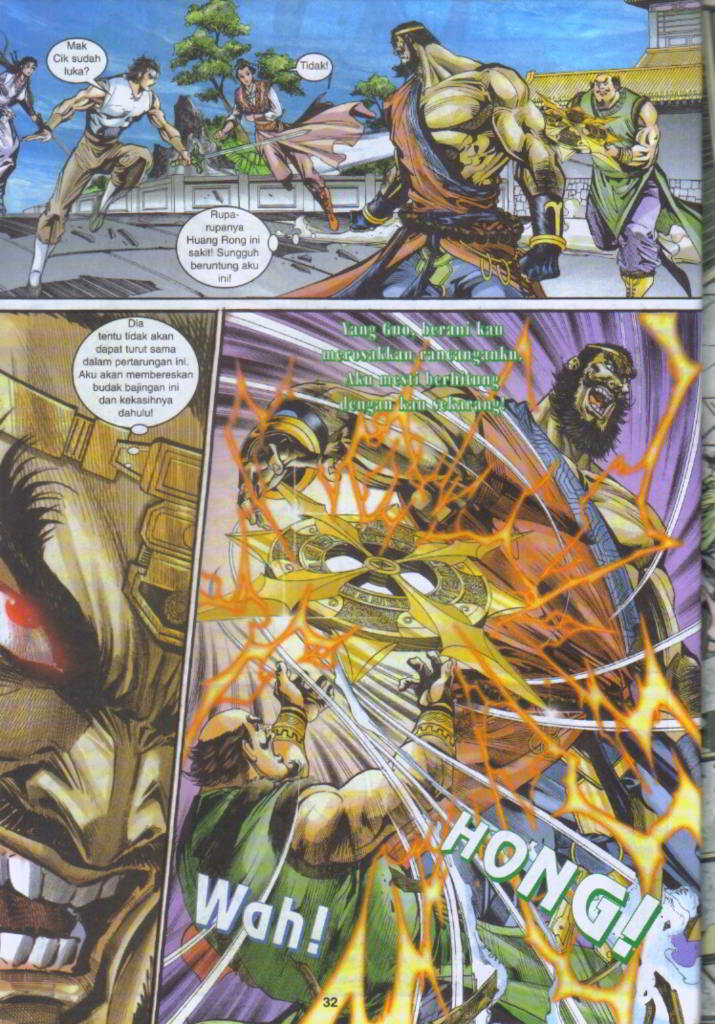 Mak
Cik sudah
luka?
Tidak!
Rupa-
rupanya
Huang Rong ini
sakit! Sungguh
beruntung aku
ini!
Dia
tentu tidak akan
dapat turut sama
dalam pertarungan ini.
Aku akan membereskan
budak bajingan ini
dan kekasihnya
dahulu!
Yang Guo, berani kau
merosakkan rancanganku.
Aku mesti berhitung
dengan kau sekarang!
HONG!
Wah!
32